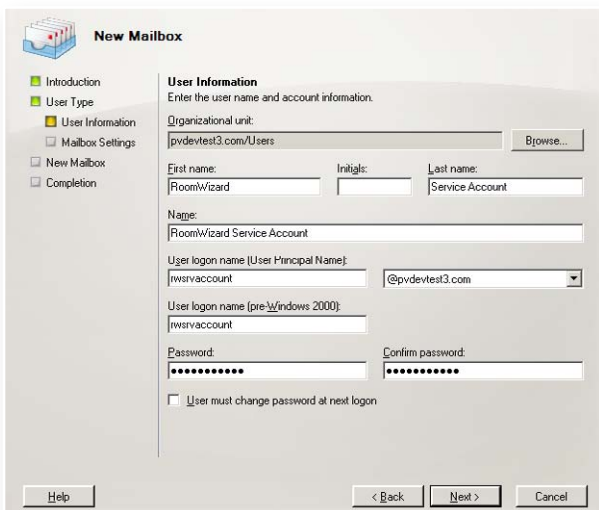 New Mailbox
Introduction
User Type
User Information
Mailbox Settings
New Mailbox
Completion
User Information
Enter the user name and account information.
Organizational unit:
pvdevtest3.com/Users
Browse...
First name:
Initials:
Last name:
RoomWizard
Service Account
Name:
RoomWizard Service Account
User logon name (User Principal Name):
rwsrvaccount
@pvdevtest3.com
User logon name (pre-Windows 2000):
rwsrvaccount
Password:
Confirm password:
●●●●●●●●●●●
●●●●●●●●●●●
User must change password at next logon
Help
< Back
Next >
Cancel